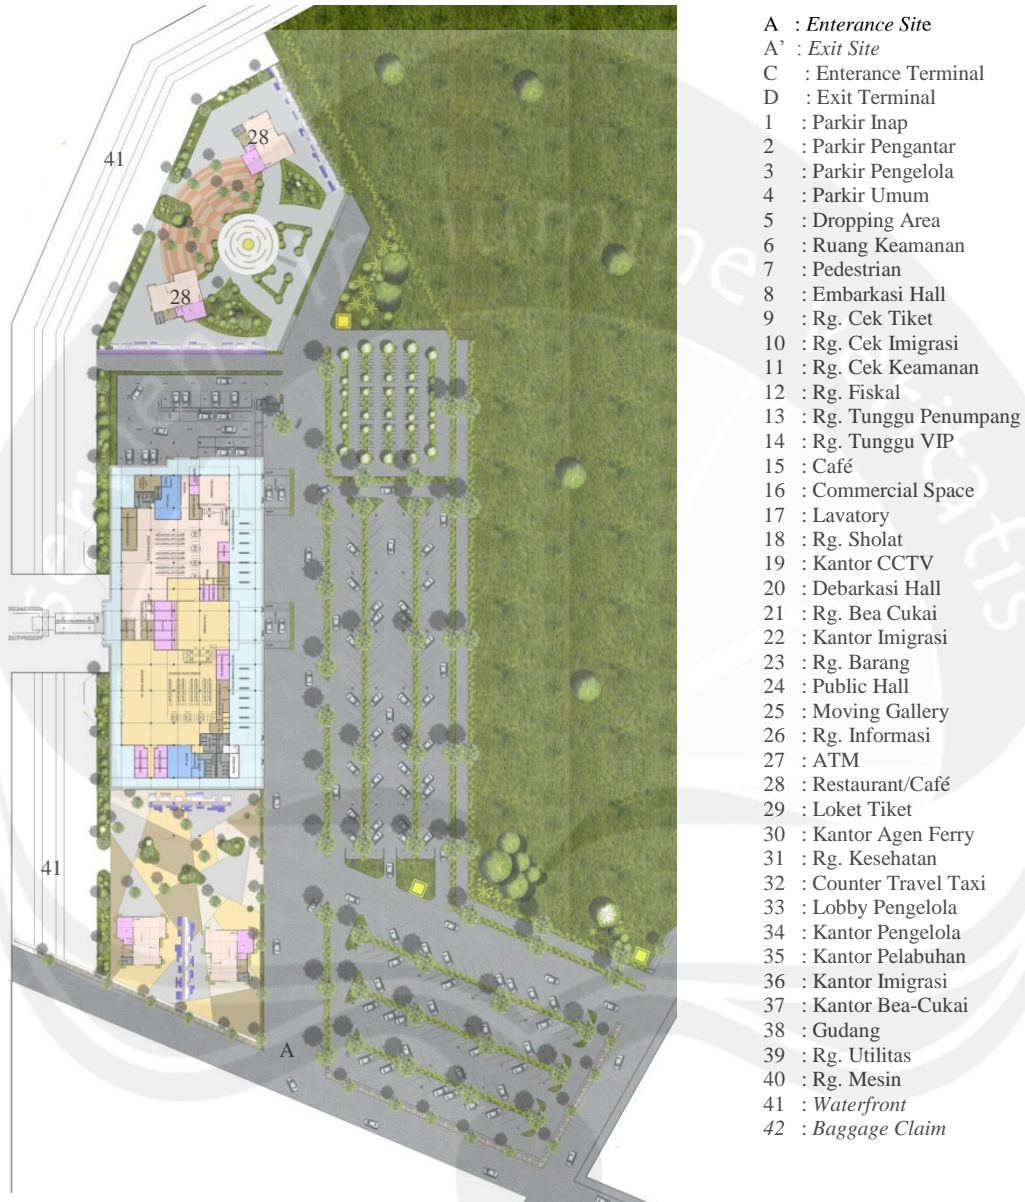 28
41
28
41
A
A : Enterance Site
A’ : Exit Site
C : Enterance Terminal
D : Exit Terminal
1 : Parkir Inap
2 : Parkir Pengantar
3 : Parkir Pengelola
4 : Parkir Umum
5 : Dropping Area
6 : Ruang Keamanan
7 : Pedestrian
8 : Embarkasi Hall
9 : Rg. Cek Tiket
10 : Rg. Cek Imigrasi
11 : Rg. Cek Keamanan
12 : Rg. Fiskal
13 : Rg. Tunggu Penumpang
14 : Rg. Tunggu VIP
15 : Café
16 : Commercial Space
17 : Lavatory
18 : Rg. Sholat
19 : Kantor CCTV
20 : Debarkasi Hall
21 : Rg. Bea Cukai
22 : Kantor Imigrasi
23 : Rg. Barang
24 : Public Hall
25 : Moving Gallery
26 : Rg. Informasi
27 : ATM
28 : Restaurant/Café
29 : Loket Tiket
30 : Kantor Agen Ferry
31 : Rg. Kesehatan
32 : Counter Travel Taxi
33 : Lobby Pengelola
34 : Kantor Pengelola
35 : Kantor Pelabuhan
36 : Kantor Imigrasi
37 : Kantor Bea-Cukai
38 : Gudang
39 : Rg. Utilitas
40 : Rg. Mesin
41 : Waterfront
42 : Baggage Claim